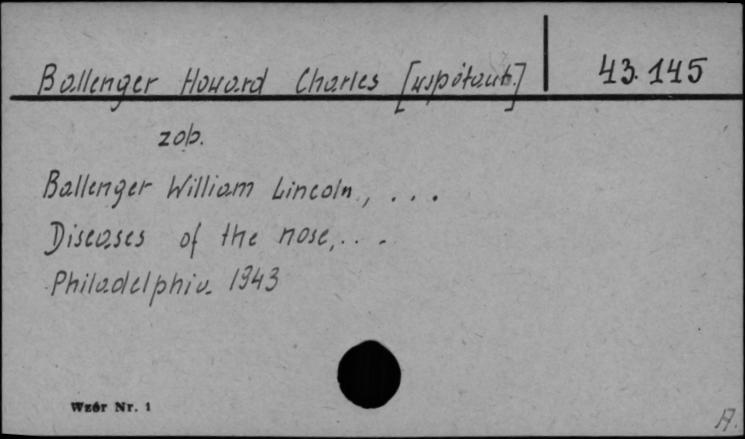 Ballenger Howard Charles [współaut.] 43.145
zob.
Ballenger William Lincoln, ...
Diseases of the nose,...
Philadelphia 1943
Wzór Nr. 1
A.